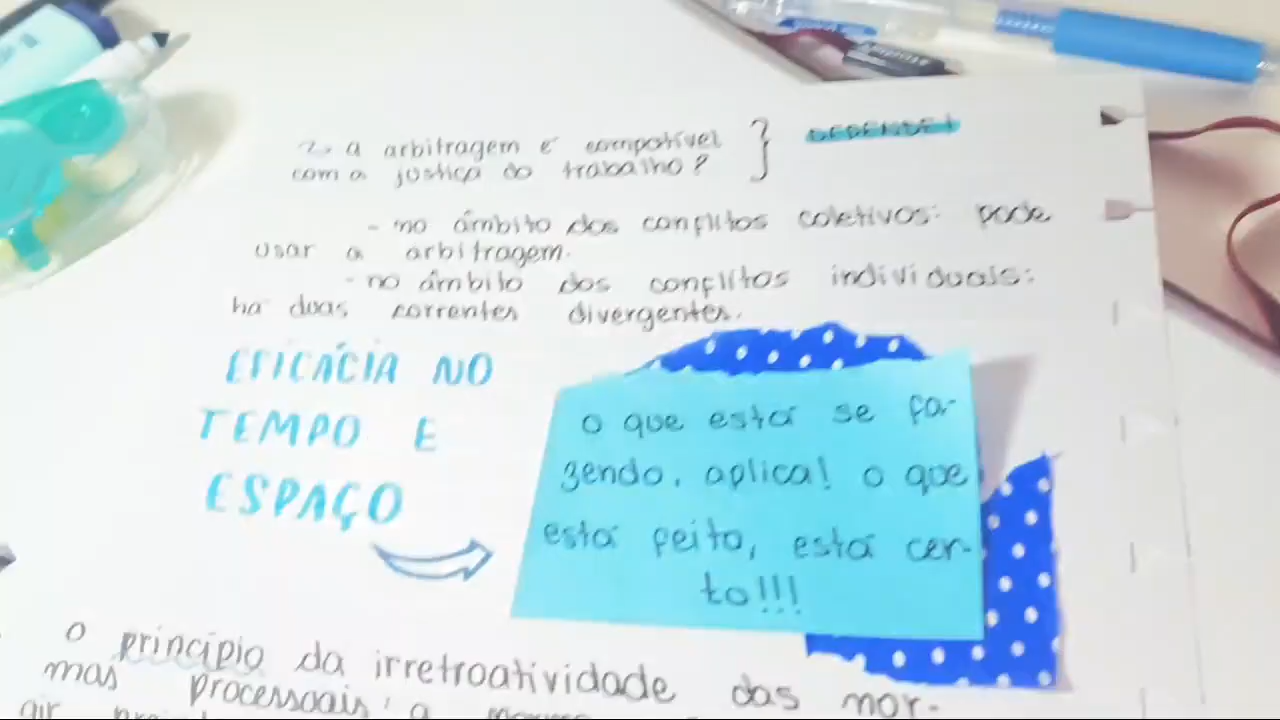 a arbitragem é compatível
com a justiça do trabalho?
DEPENDE!
- no âmbito dos conflitos coletivos: pode
usar a arbitragem.
- no âmbito dos conflitos individuais:
há duas correntes divergentes.
EFICÁCIA NO
TEMPO E
ESPAÇO
o que está se fa-
zendo, aplica! o que
está feito, está cer-
to!!!
o princípio da irretroatividade das nor-
mas processais: a